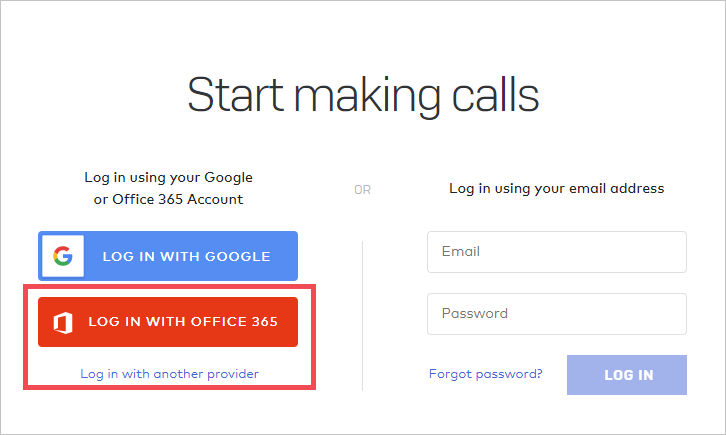 Start making calls
Log in using your Google
or Office 365 Account
LOG IN WITH GOOGLE
LOG IN WITH OFFICE 365
Log in with another provider
OR
Log in using your email address
Email
Password
Forgot password?
LOG IN